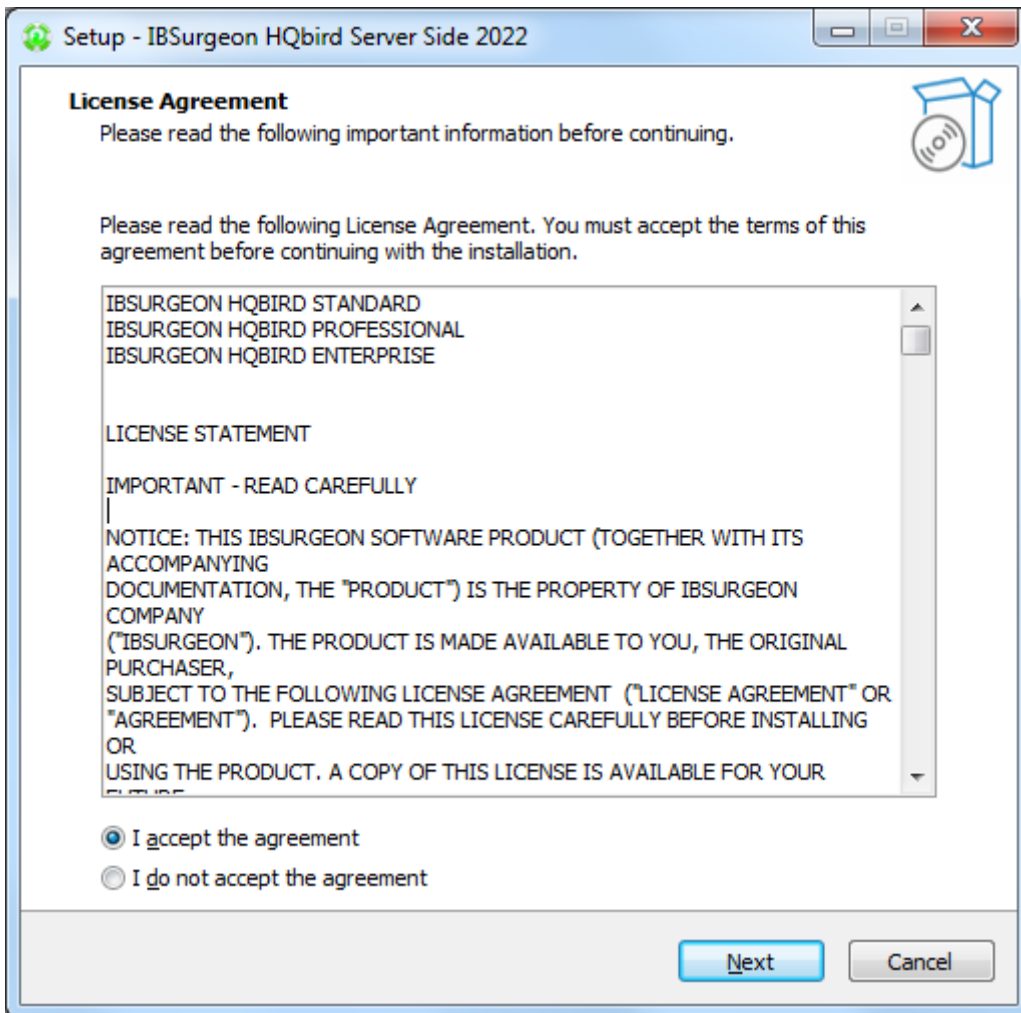 Setup - IBSurgeon HQbird Server Side 2022
License Agreement
Please read the following important information before continuing.
Please read the following License Agreement. You must accept the terms of this
agreement before continuing with the installation.
IBSURGEON HQBIRD STANDARD
IBSURGEON HQBIRD PROFESSIONAL
IBSURGEON HQBIRD ENTERPRISE
LICENSE STATEMENT
IMPORTANT - READ CAREFULLY
NOTICE: THIS IBSURGEON SOFTWARE PRODUCT (TOGETHER WITH ITS
ACCOMPANYING
DOCUMENTATION, THE "PRODUCT") IS THE PROPERTY OF IBSURGEON
COMPANY
("IBSURGEON"). THE PRODUCT IS MADE AVAILABLE TO YOU, THE ORIGINAL
PURCHASER,
SUBJECT TO THE FOLLOWING LICENSE AGREEMENT  ("LICENSE AGREEMENT" OR
"AGREEMENT").  PLEASE READ THIS LICENSE CAREFULLY BEFORE INSTALLING
OR
USING THE PRODUCT. A COPY OF THIS LICENSE IS AVAILABLE FOR YOUR
I accept the agreement
I do not accept the agreement
Next
Cancel